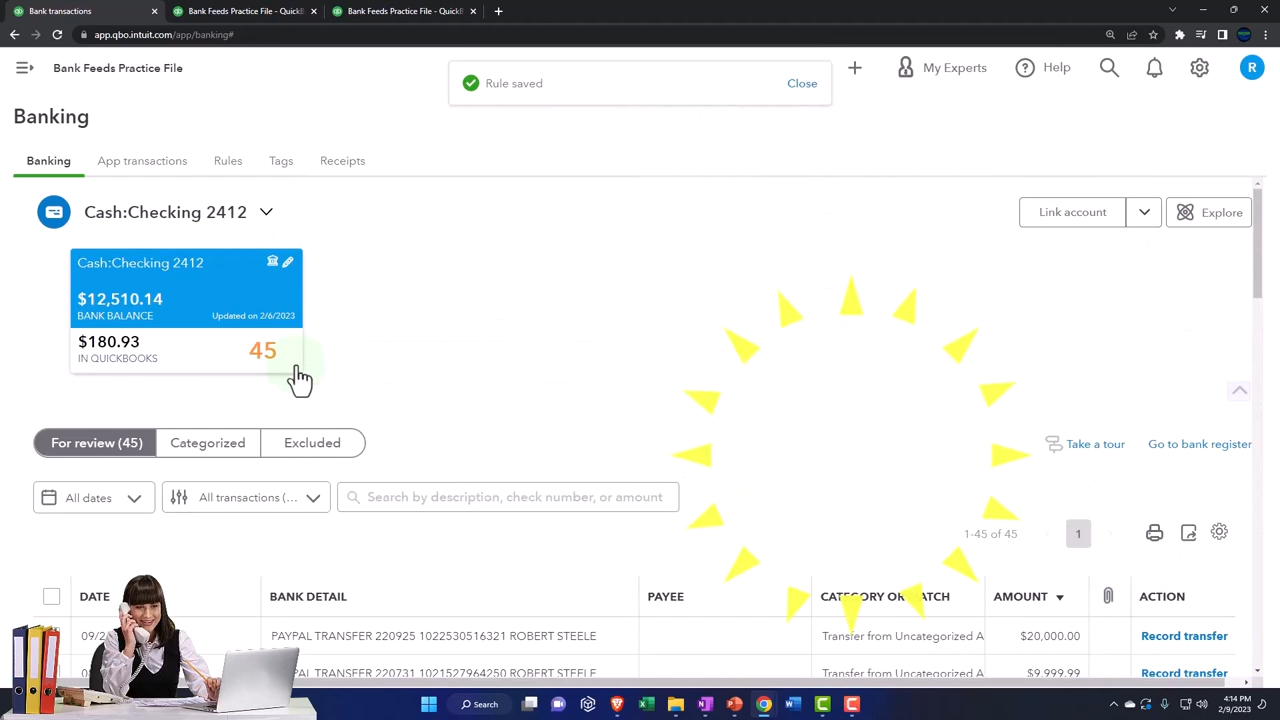 Bank transactions
Bank Feeds Practice File - QuickB
Bank Feeds Practice File - QuickB
app.qbo.intuit.com/app/banking#
Bank Feeds Practice File
Rule saved
Close
My Experts
Help
R
Banking
Banking
App transactions
Rules
Tags
Receipts
Cash:Checking 2412
Link account
Explore
Cash:Checking 2412
$12,510.14
BANK BALANCE
Updated on 2/6/2023
$180.93
IN QUICKBOOKS
45
For review (45)
Categorized
Excluded
Take a tour
Go to bank register
All dates
All transactions (...
Search by description, check number, or amount
1-45 of 45
1
DATE
BANK DETAIL
PAYEE
CATEGORY OR MATCH
AMOUNT
ACTION
09/2
PAYPAL TRANSFER 220925 1022530516321 ROBERT STEELE
Transfer from Uncategorized A
$20,000.00
Record transfer
PAYPAL TRANSFER 220731 1021527964250 ROBERT STEELE
Transfer from Uncategorized A
$9,999.99
Record transfer
Search
4:14 PM
2/9/2023